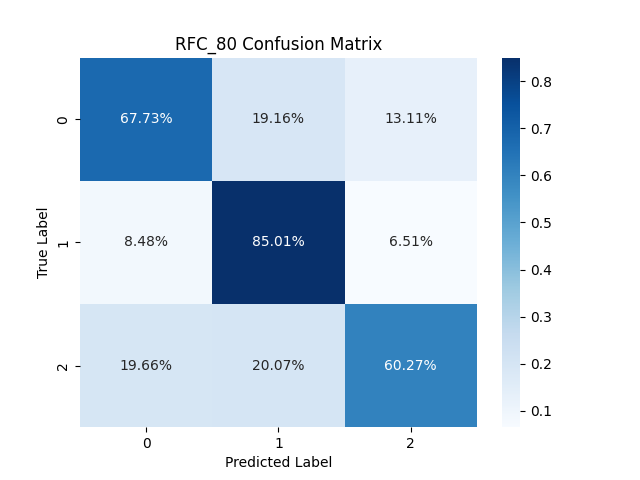 RFC_80 Confusion Matrix
0 67.73% 19.16% 13.11%
1 8.48% 85.01% 6.51%
2 19.66% 20.07% 60.27%
0 1 2
Predicted Label
True Label
0.8
0.7
0.6
0.5
0.4
0.3
0.2
0.1